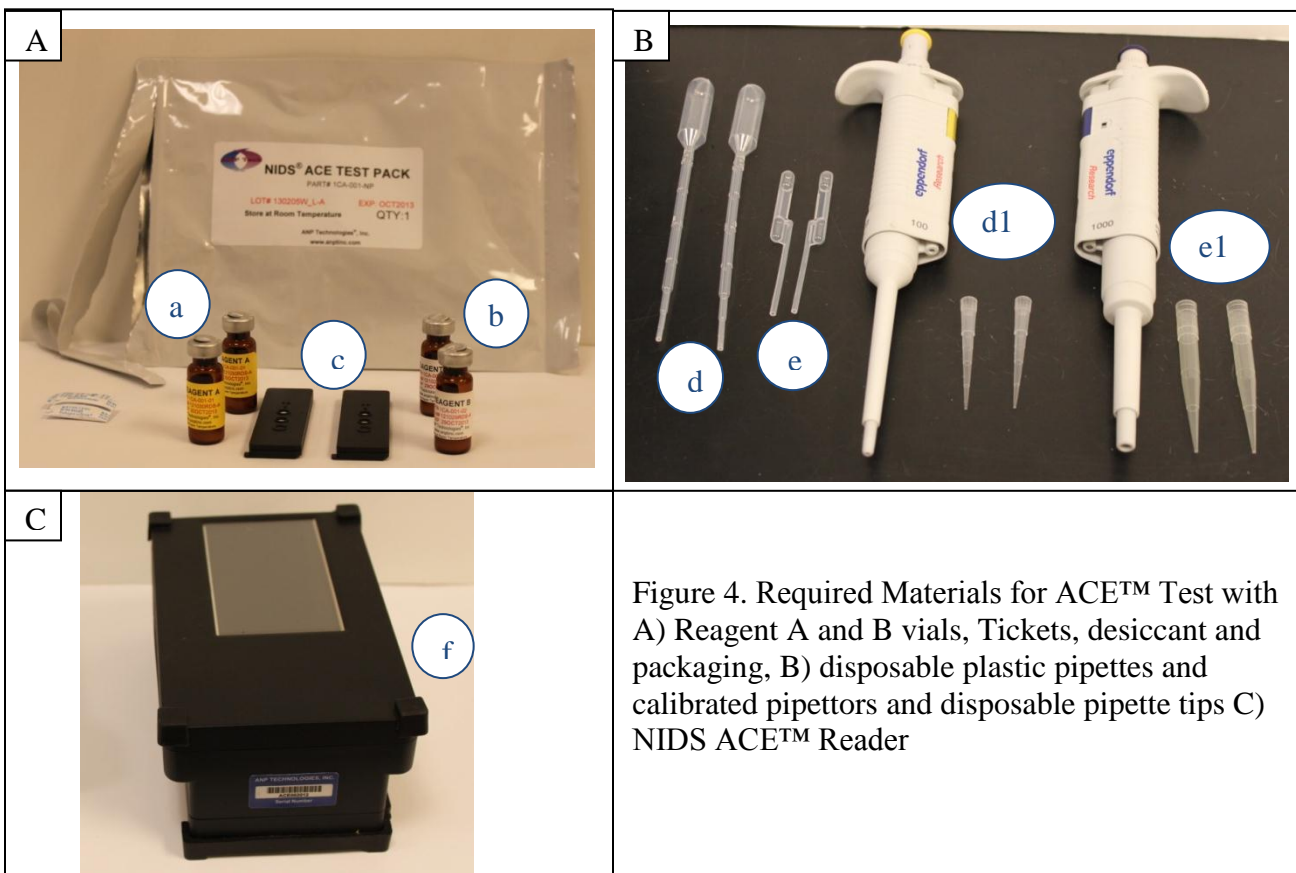 A
NIDS® ACE TEST PACK
PART# 1CA-001-NP
LOT# 130205W_L-A EXP: OCT2013
Store at Room Temperature QTY:1
ANP Technologies®, Inc.
www.anptinc.com
a
b
c
REAGENT A
EAGENT A
REAGENT B
B
d
e
100
eppendorf
Research
d1
1000
eppendorf
Research
e1
C
ANP TECHNOLOGIES, INC.
Serial Number
f
Figure 4. Required Materials for ACE™ Test with
A) Reagent A and B vials, Tickets, desiccant and
packaging, B) disposable plastic pipettes and
calibrated pipettors and disposable pipette tips C)
NIDS ACE™ Reader